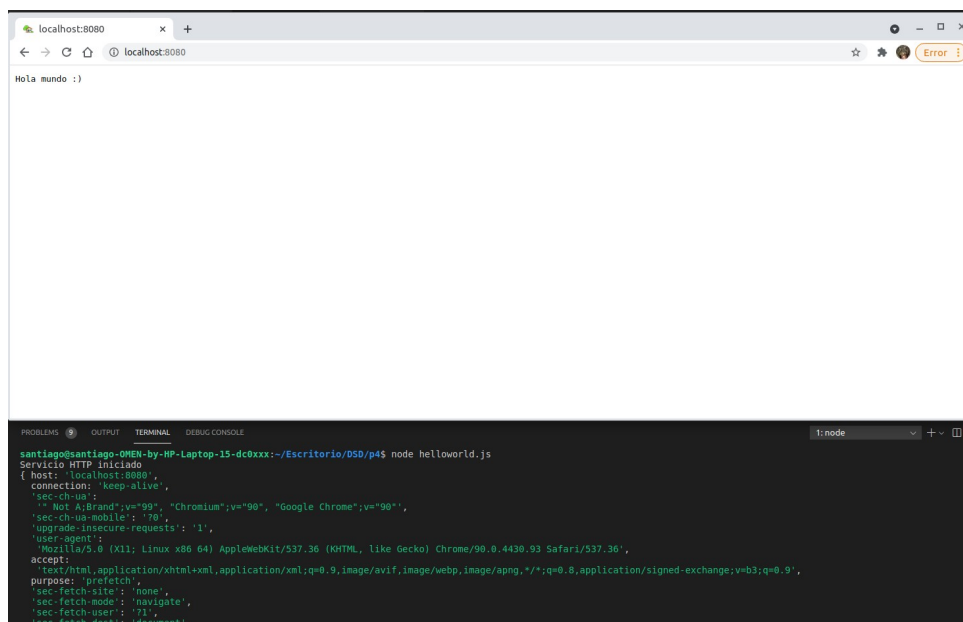 localhost:8080
localhost:8080
Error
Hola mundo :)
PROBLEMS 9 OUTPUT TERMINAL DEBUG CONSOLE 1: node
santiago@santiago-OMEN-by-HP-Laptop-15-dc0xxx:~/Escritorio/DSD/p4$ node helloworld.js
Servicio HTTP iniciado
{ host: 'localhost:8080',
connection: 'keep-alive',
'sec-ch-ua':
'" Not A;Brand";v="99", "Chromium";v="90", "Google Chrome";v="90"',
'sec-ch-ua-mobile': '?0',
'upgrade-insecure-requests': '1',
'user-agent':
'Mozilla/5.0 (X11; Linux x86_64) AppleWebKit/537.36 (KHTML, like Gecko) Chrome/90.0.4430.93 Safari/537.36',
accept:
'text/html,application/xhtml+xml,application/xml;q=0.9,image/avif,image/webp,image/apng,*/*;q=0.8,application/signed-exchange;v=b3;q=0.9',
purpose: 'prefetch',
'sec-fetch-site': 'none',
'sec-fetch-mode': 'navigate',
'sec-fetch-user': '?1',
'sec-fetch-dest': 'document',